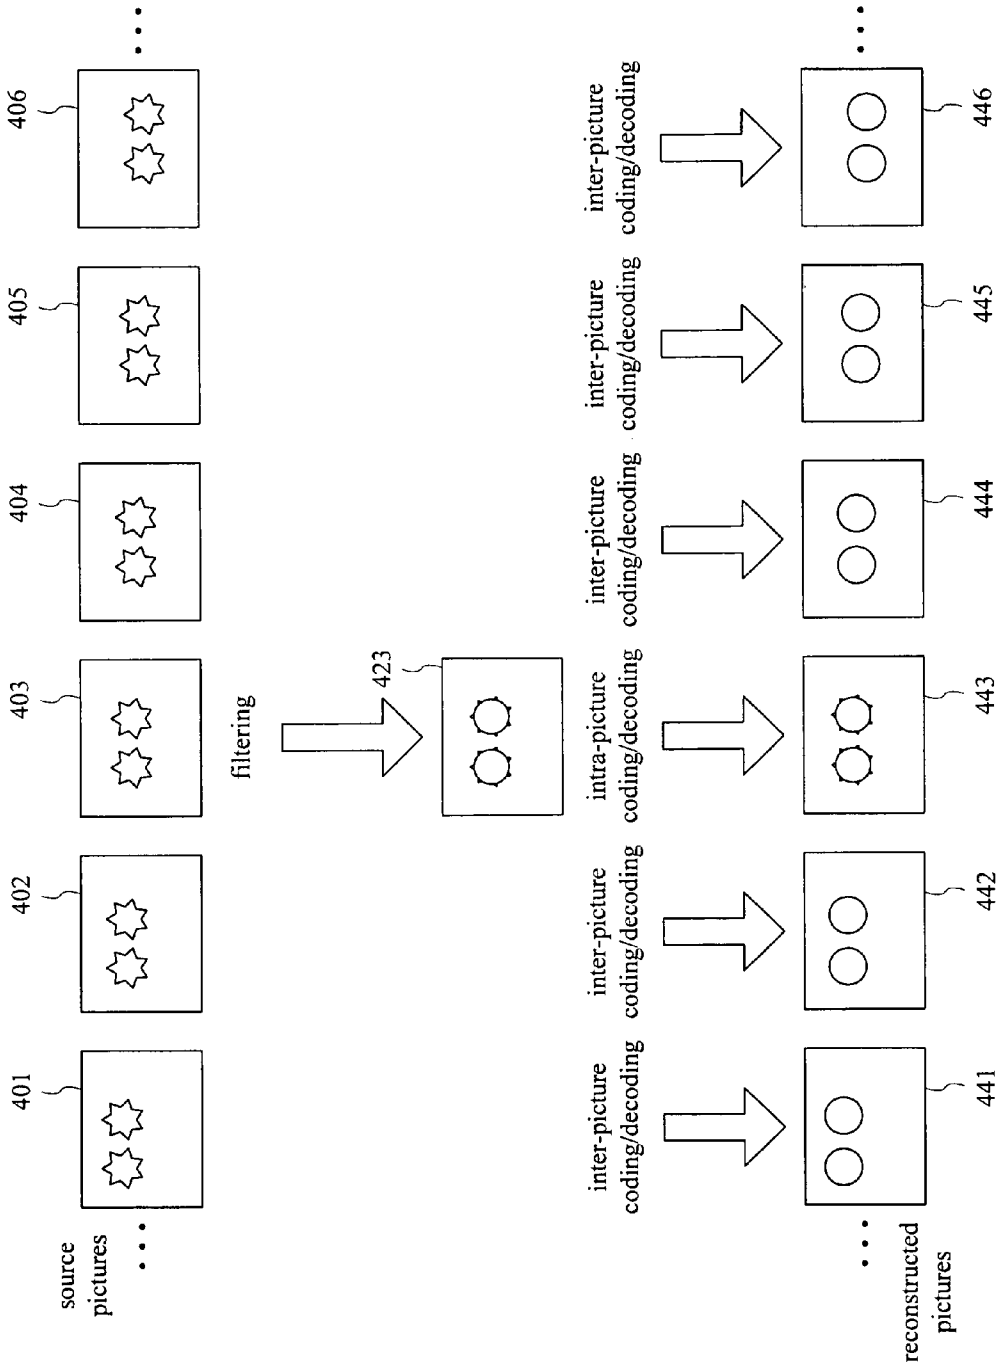 source
pictures
401
402
403
404
405
406
filtering
423
inter-picture
coding/decoding
inter-picture
coding/decoding
intra-picture
coding/decoding
inter-picture
coding/decoding
inter-picture
coding/decoding
inter-picture
coding/decoding
441
442
443
444
445
446
reconstructed
pictures